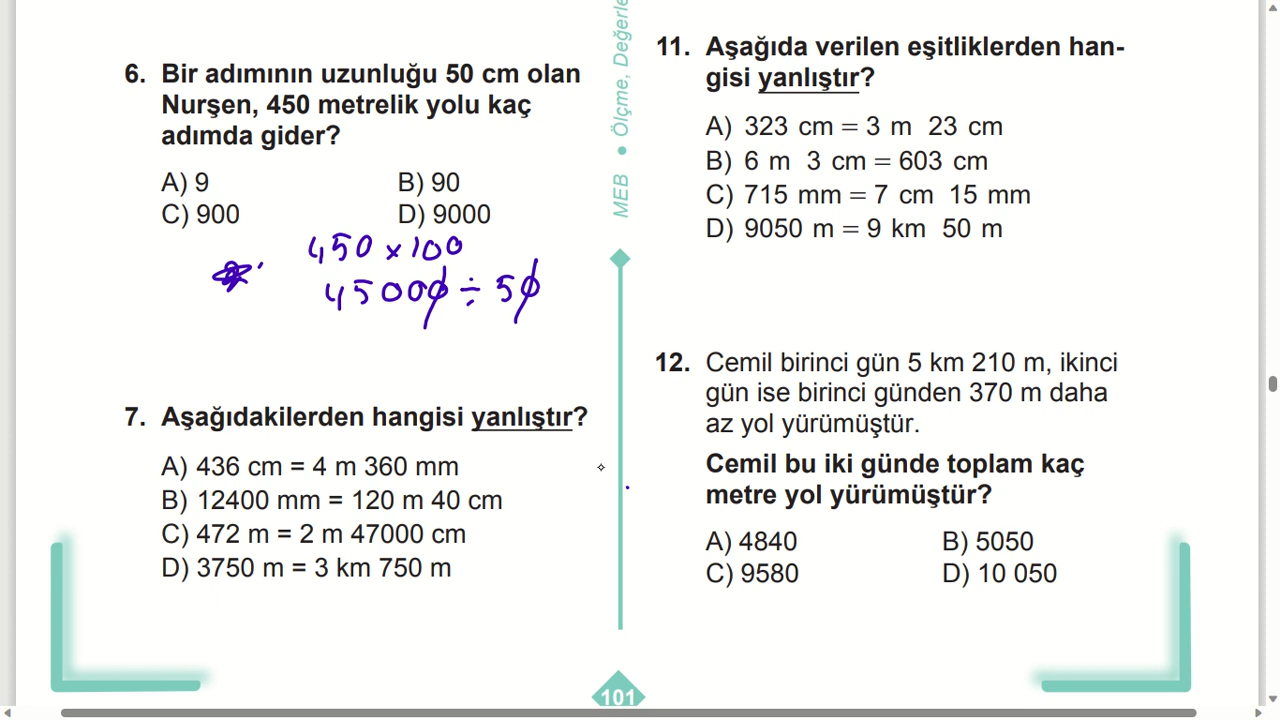 6. Bir adımının uzunluğu 50 cm olan
Nurşen, 450 metrelik yolu kaç
adımda gider?
A) 9 B) 90
C) 900 D) 9000
450 x 100
45000 ÷ 50
7. Aşağıdakilerden hangisi yanlıştır?
A) 436 cm = 4 m 360 mm
B) 12400 mm = 120 m 40 cm
C) 472 m = 2 m 47000 cm
D) 3750 m = 3 km 750 m
MEB • Ölçme, Değerle
11. Aşağıda verilen eşitliklerden han-
gisi yanlıştır?
A) 323 cm = 3 m 23 cm
B) 6 m 3 cm = 603 cm
C) 715 mm = 7 cm 15 mm
D) 9050 m = 9 km 50 m
12. Cemil birinci gün 5 km 210 m, ikinci
gün ise birinci günden 370 m daha
az yol yürümüştür.
Cemil bu iki günde toplam kaç
metre yol yürümüştür?
A) 4840 B) 5050
C) 9580 D) 10 050
101